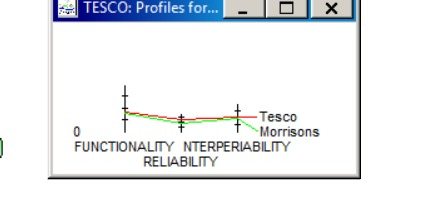 TESCO: Profiles for...
Tesco
0
Morrisons
FUNCTIONALITY NTERPERIABILITY
RELIABILITY